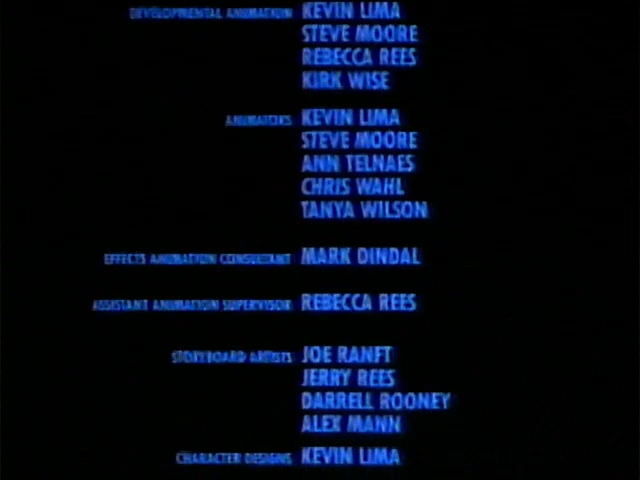 DEVELOPMENTAL ANIMATION KEVIN LIMA
STEVE MOORE
REBECCA REES
KIRK WISE
ANIMATORS KEVIN LIMA
STEVE MOORE
ANN TELNAES
CHRIS WAHL
TANYA WILSON
EFFECTS ANIMATION CONSULTANT MARK DINDAL
ASSISTANT ANIMATION SUPERVISOR REBECCA REES
STORYBOARD ARTISTS JOE RANFT
JERRY REES
DARRELL ROONEY
ALEX MANN
CHARACTER DESIGNS KEVIN LIMA